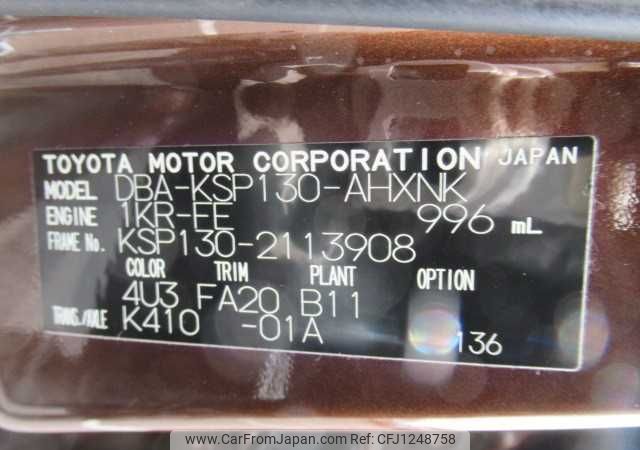 TOYOTA MOTOR CORPORATION JAPAN
MODEL DBA-KSP130-AHXNK
ENGINE 1KR-FE 996 mL
FRAME No. KSP130-2113908
COLOR TRIM PLANT OPTION
4U3 FA20 B11
TRANS./AXLE K410 -01A
136
www.CarFromJapan.com CFJ1248758